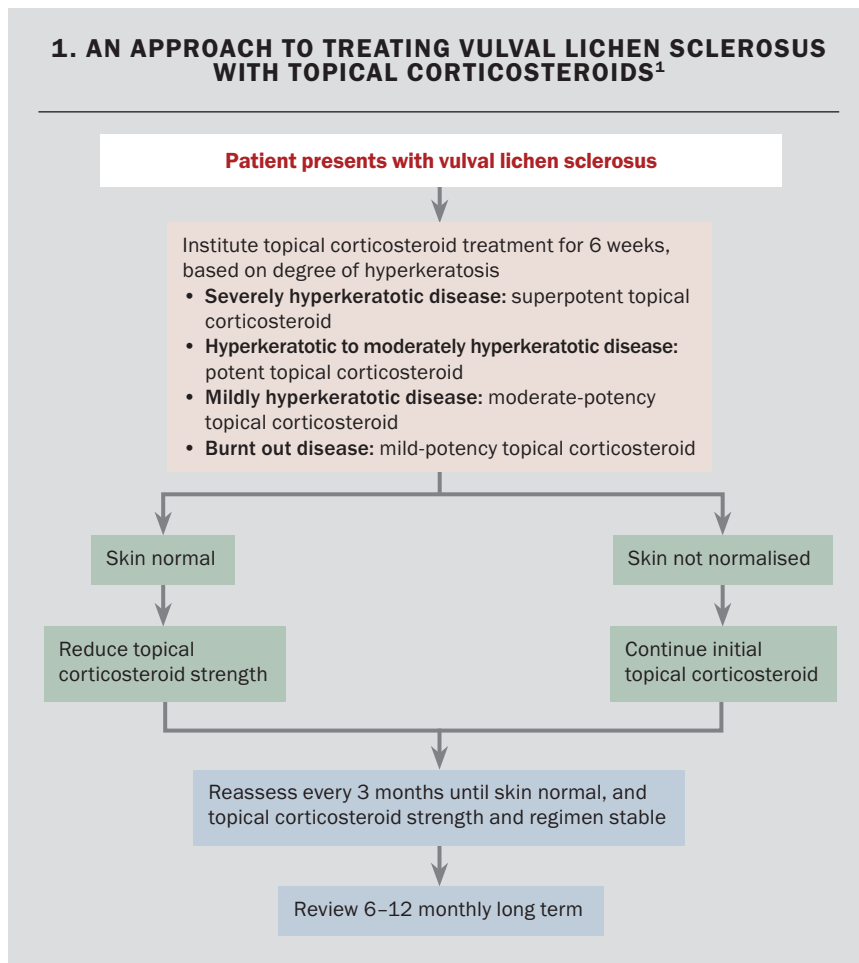 1. AN APPROACH TO TREATING VULVAL LICHEN SCLEROSUS
WITH TOPICAL CORTICOSTEROIDS¹
Patient presents with vulval lichen sclerosus
Institute topical corticosteroid treatment for 6 weeks,
based on degree of hyperkeratosis
• Severely hyperkeratotic disease: superpotent topical
corticosteroid
• Hyperkeratotic to moderately hyperkeratotic disease:
potent topical corticosteroid
• Mildly hyperkeratotic disease: moderate-potency
topical corticosteroid
• Burnt out disease: mild-potency topical corticosteroid
Skin normal
Skin not normalised
Reduce topical
corticosteroid strength
Continue initial
topical corticosteroid
Reassess every 3 months until skin normal, and
topical corticosteroid strength and regimen stable
Review 6–12 monthly long term